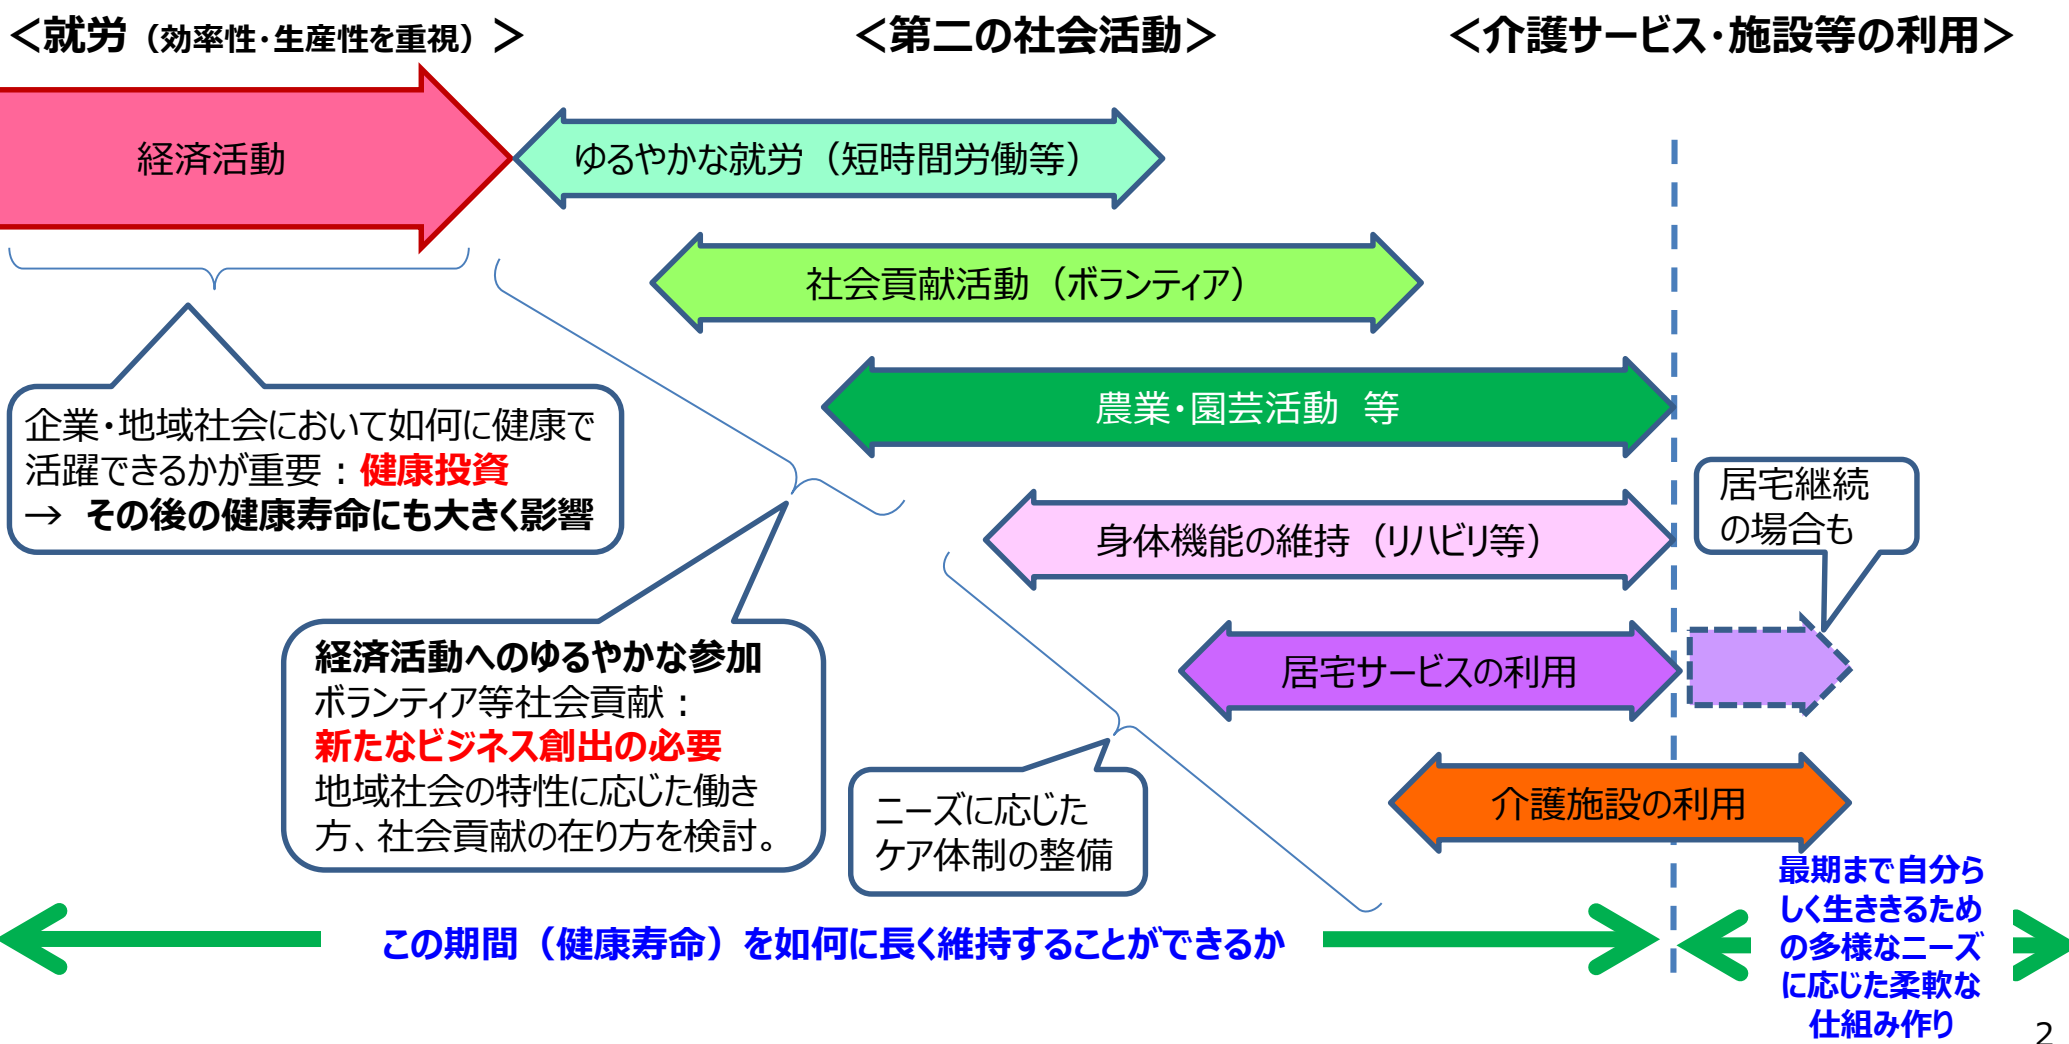 ＜就労（効率性・生産性を重視）＞
＜第二の社会活動＞
＜介護サービス・施設等の利用＞
経済活動
ゆるやかな就労（短時間労働等）
社会貢献活動（ボランティア）
農業・園芸活動　等
企業・地域社会において如何に健康で
活躍できるかが重要：健康投資
→　その後の健康寿命にも大きく影響
身体機能の維持（リハビリ等）
居宅継続
の場合も
経済活動へのゆるやかな参加
ボランティア等社会貢献：
新たなビジネス創出の必要
地域社会の特性に応じた働き
方、社会貢献の在り方を検討。
居宅サービスの利用
ニーズに応じた
ケア体制の整備
介護施設の利用
この期間（健康寿命）を如何に長く維持することができるか
最期まで自分ら
しく生ききるため
の多様なニーズ
に応じた柔軟な
仕組み作り
2